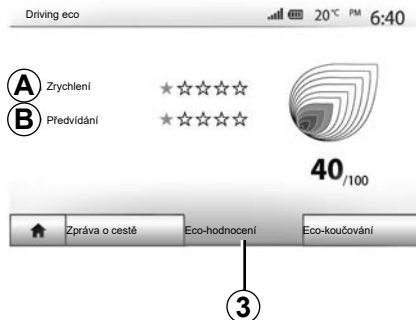 Driving eco 20°C PM 6:40
A Zrychlení
B Předvídání
40/100
Zpráva o cestě Eco-hodnocení Eco-koučování
3